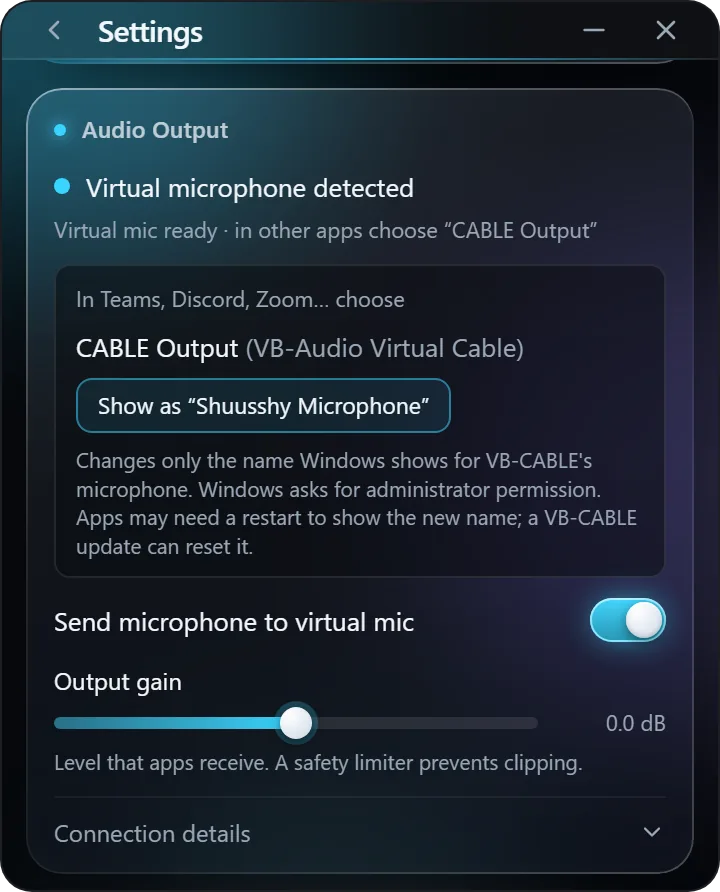 Settings
Audio Output
Virtual microphone detected
Virtual mic ready · in other apps choose “CABLE Output”
In Teams, Discord, Zoom... choose
CABLE Output (VB-Audio Virtual Cable)
Show as “Shuusshy Microphone”
Changes only the name Windows shows for VB-CABLE's
microphone. Windows asks for administrator permission.
Apps may need a restart to show the new name; a VB-CABLE
update can reset it.
Send microphone to virtual mic
Output gain
0.0 dB
Level that apps receive. A safety limiter prevents clipping.
Connection details